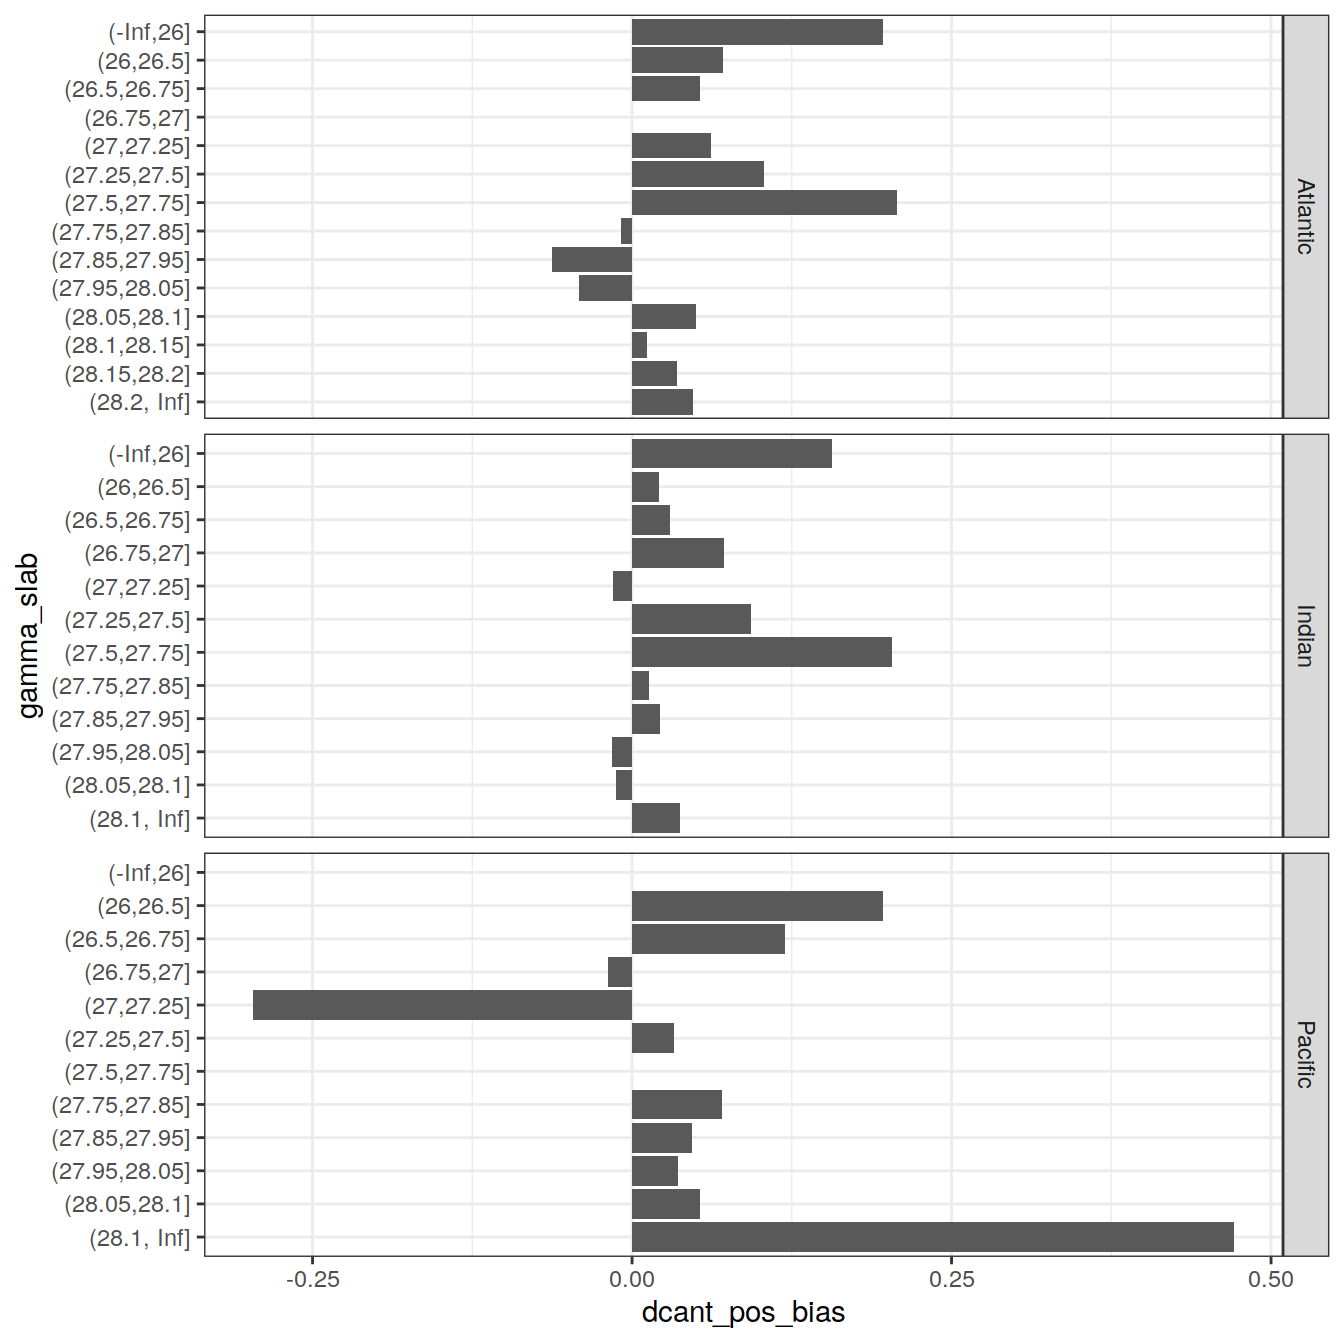 (-Inf,26]
(26,26.5]
(26.5,26.75]
(26.75,27]
(27,27.25]
(27.25,27.5]
(27.5,27.75]
(27.75,27.85]
(27.85,27.95]
(27.95,28.05]
(28.05,28.1]
(28.1,28.15]
(28.15,28.2]
(28.2, Inf]
Atlantic
(-Inf,26]
(26,26.5]
(26.5,26.75]
(26.75,27]
(27,27.25]
(27.25,27.5]
(27.5,27.75]
(27.75,27.85]
(27.85,27.95]
(27.95,28.05]
(28.05,28.1]
(28.1, Inf]
Indian
gamma_slab
(-Inf,26]
(26,26.5]
(26.5,26.75]
(26.75,27]
(27,27.25]
(27.25,27.5]
(27.5,27.75]
(27.75,27.85]
(27.85,27.95]
(27.95,28.05]
(28.05,28.1]
(28.1, Inf]
Pacific
-0.25 0.00 0.25 0.50
dcant_pos_bias